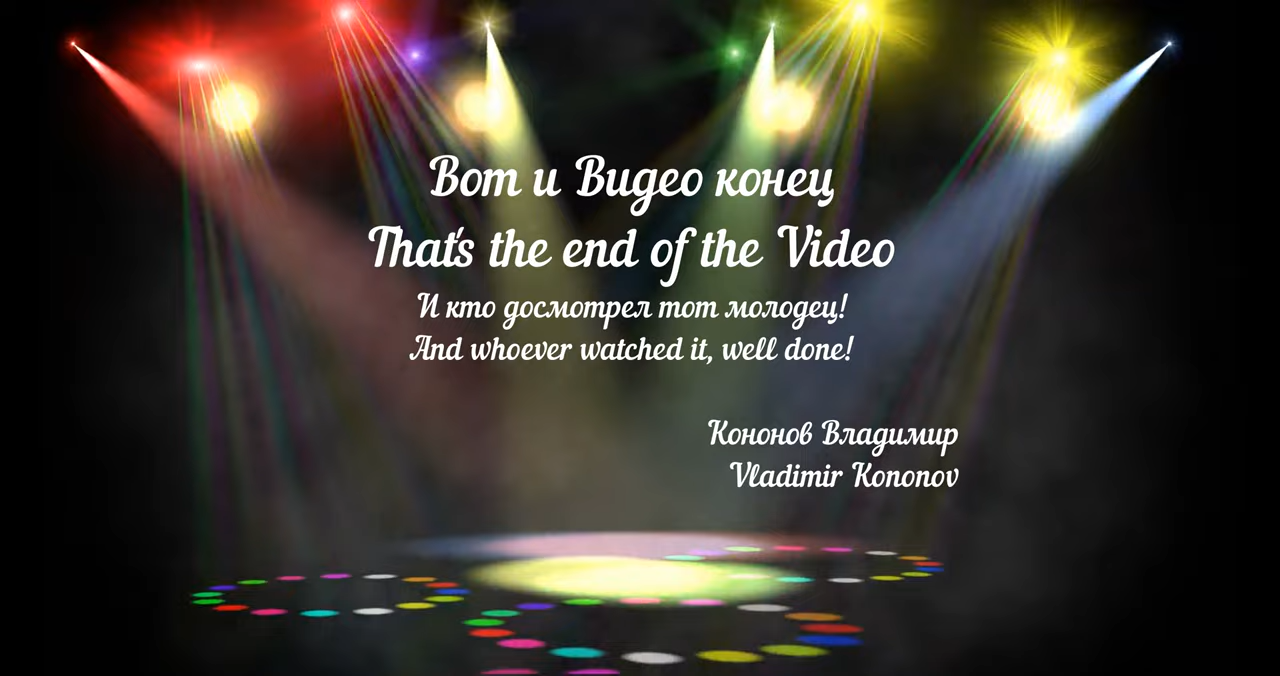 Вот и Видео конец
That's the end of the Video
И кто досмотрел тот молодец!
And whoever watched it, well done!
Кононов Владимир
Vladimir Kononov